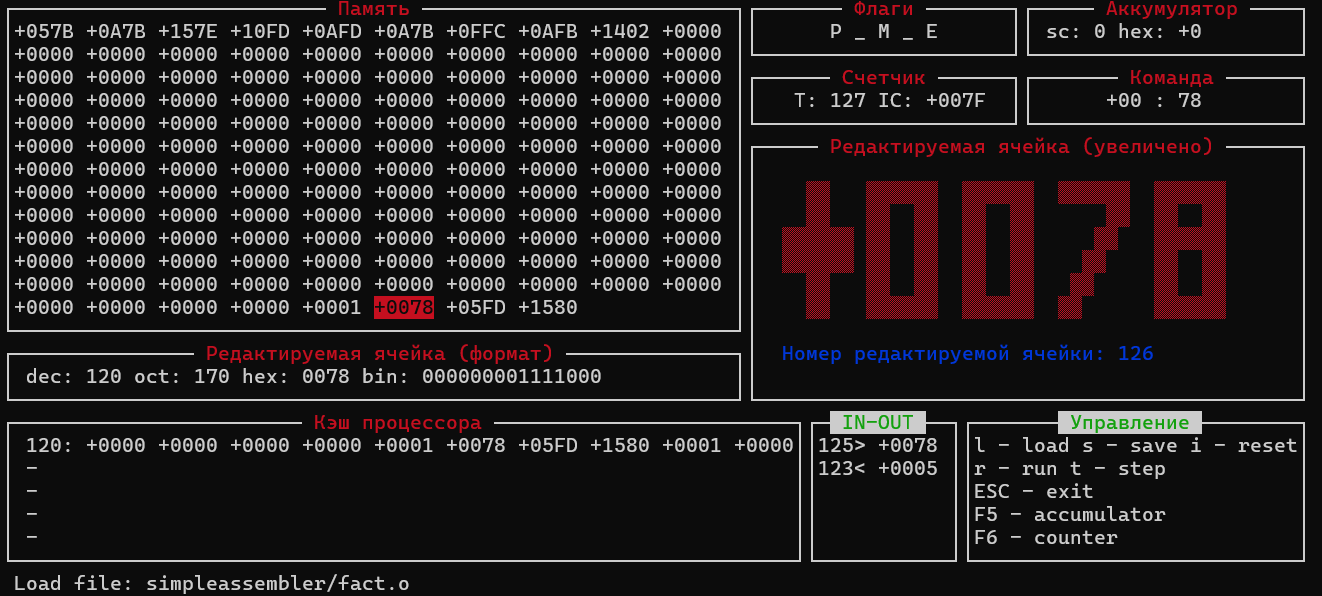 Память
+057B +0A7B +157E +10FD +0AFD +0A7B +0FFC +0AFB +1402 +0000
+0000 +0000 +0000 +0000 +0000 +0000 +0000 +0000 +0000 +0000
+0000 +0000 +0000 +0000 +0000 +0000 +0000 +0000 +0000 +0000
+0000 +0000 +0000 +0000 +0000 +0000 +0000 +0000 +0000 +0000
+0000 +0000 +0000 +0000 +0000 +0000 +0000 +0000 +0000 +0000
+0000 +0000 +0000 +0000 +0000 +0000 +0000 +0000 +0000 +0000
+0000 +0000 +0000 +0000 +0000 +0000 +0000 +0000 +0000 +0000
+0000 +0000 +0000 +0000 +0000 +0000 +0000 +0000 +0000 +0000
+0000 +0000 +0000 +0000 +0000 +0000 +0000 +0000 +0000 +0000
+0000 +0000 +0000 +0000 +0000 +0000 +0000 +0000 +0000 +0000
+0000 +0000 +0000 +0000 +0000 +0000 +0000 +0000 +0000 +0000
+0000 +0000 +0000 +0000 +0000 +0000 +0000 +0000 +0000 +0000
+0000 +0000 +0000 +0000 +0001 +0078 +05FD +1580
Флаги
P _ M _ E
Аккумулятор
sc: 0 hex: +0
Счетчик
T: 127 IC: +007F
Команда
+00 : 78
Редактируемая ячейка (увеличено)
+0078
Номер редактируемой ячейки: 126
Редактируемая ячейка (формат)
dec: 120 oct: 170 hex: 0078 bin: 000000001111000
Кэш процессора
120: +0000 +0000 +0000 +0000 +0001 +0078 +05FD +1580 +0001 +0000
-
-
-
-
IN-OUT
125> +0078
123< +0005
Управление
l - load s - save i - reset
r - run t - step
ESC - exit
F5 - accumulator
F6 - counter
Load file: simpleassembler/fact.o